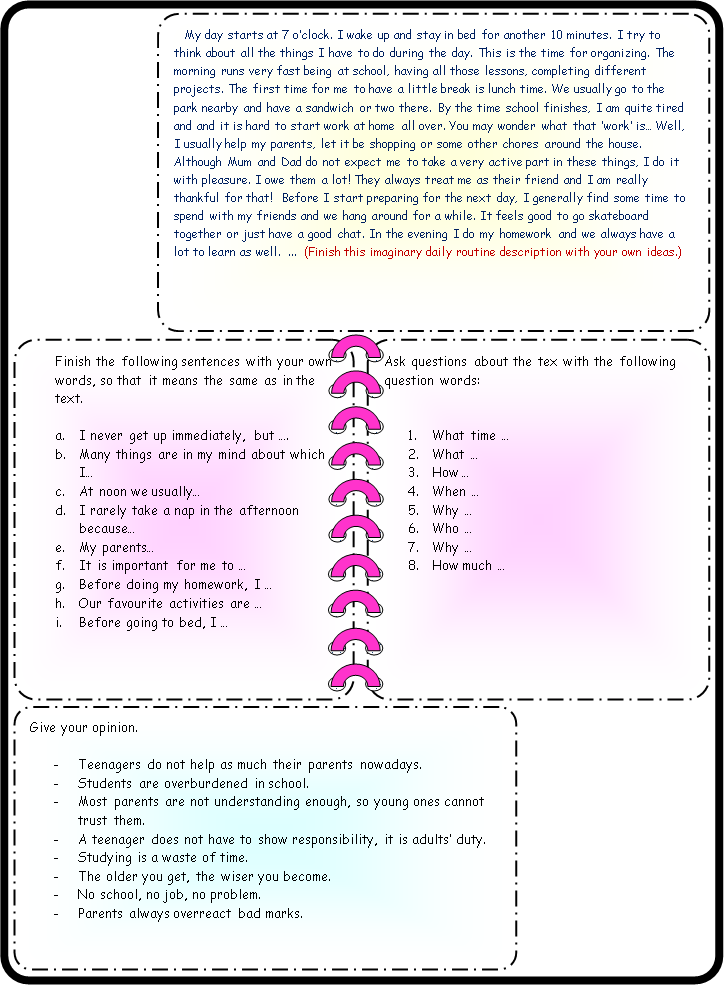 My day starts at 7 o'clock. I wake up and stay in bed for another 10 minutes. I try to
think about all the things I have to do during the day. This is the time for organizing. The
morning runs very fast being at school, having all those lessons, completing different
projects. The first time for me to have a little break is lunch time. We usually go to the
park nearby and have a sandwich or two there. By the time school finishes, I am quite tired
and and it is hard to start work at home all over. You may wonder what that 'work' is... Well,
I usually help my parents, let it be shopping or some other chores around the house.
Although Mum and Dad do not expect me to take a very active part in these things, I do it
with pleasure. I owe them a lot! They always treat me as their friend and I am really
thankful for that! Before I start preparing for the next day, I generally find some time to
spend with my friends and we hang around for a while. It feels good to go skateboard
together or just have a good chat. In the evening I do my homework and we always have a
lot to learn as well. ... (Finish this imaginary daily routine description with your own ideas.)
Finish the following sentences with your own
words, so that it means the same as in the
text.
a. I never get up immediately, but ....
b. Many things are in my mind about which
I...
c. At noon we usually...
d. I rarely take a nap in the afternoon
because...
e. My parents...
f. It is important for me to ...
g. Before doing my homework, I ...
h. Our favourite activities are ...
i. Before going to bed, I ...
Ask questions about the tex with the following
question words:
1. What time ...
2. What ...
3. How ...
4. When ...
5. Why ...
6. Who ...
7. Why ...
8. How much ...
Give your opinion.
- Teenagers do not help as much their parents nowadays.
- Students are overburdened in school.
- Most parents are not understanding enough, so young ones cannot
trust them.
- A teenager does not have to show responsibility, it is adults' duty.
- Studying is a waste of time.
- The older you get, the wiser you become.
- No school, no job, no problem.
- Parents always overreact bad marks.